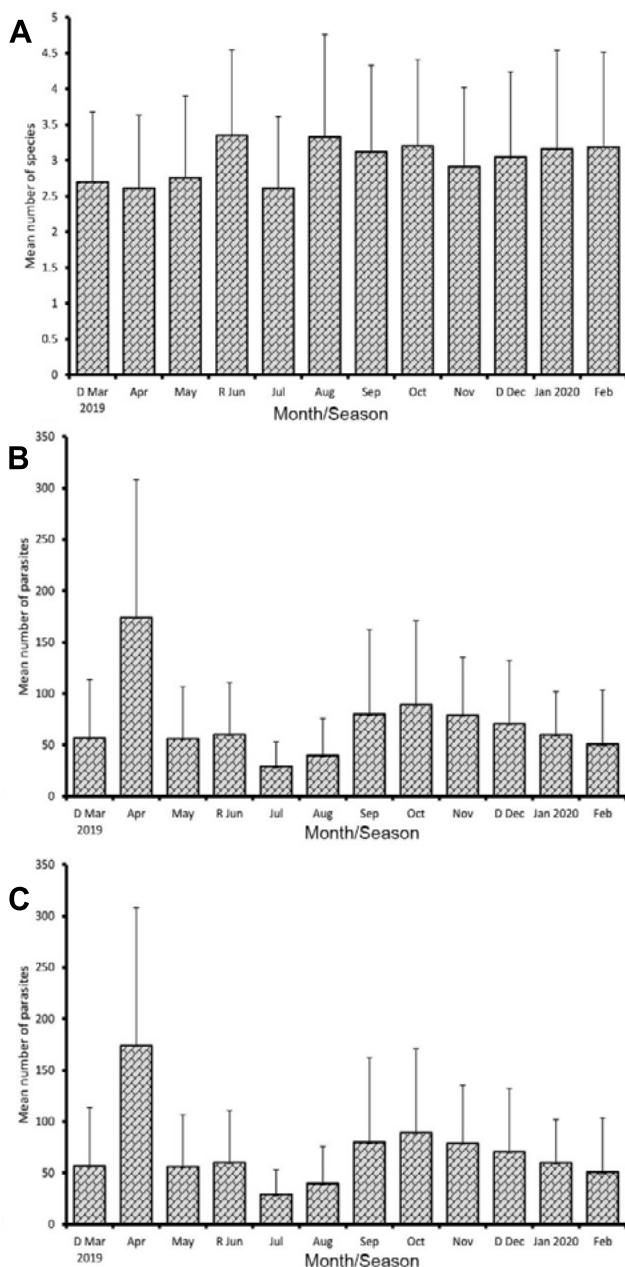 A
Mean number of species
5
4.5
4
3.5
3
2.5
2
1.5
1
0.5
0
D Mar 2019 Apr May R Jun Jul Aug Sep Oct Nov D Dec Jan 2020 Feb
Month/Season
B
Mean number of parasites
350
300
250
200
150
100
50
0
D Mar 2019 Apr May R Jun Jul Aug Sep Oct Nov D Dec Jan 2020 Feb
Month/Season
C
Mean number of parasites
350
300
250
200
150
100
50
0
D Mar 2019 Apr May R Jun Jul Aug Sep Oct Nov D Dec Jan 2020 Feb
Month/Season